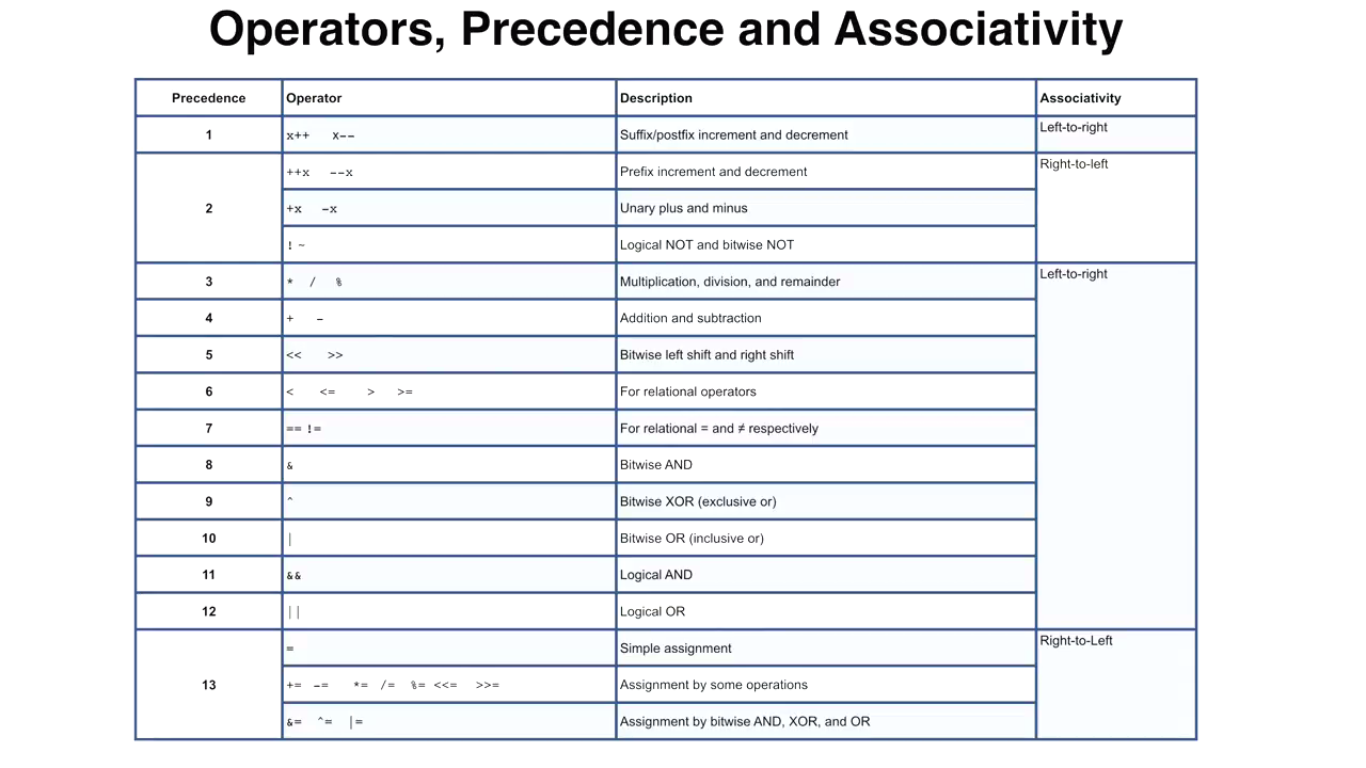 Operators, Precedence and Associativity
Precedence Operator Description Associativity
1 x++ x-- Suffix/postfix increment and decrement Left-to-right
2 ++x --x Prefix increment and decrement Right-to-left
+x -x Unary plus and minus
! ~ Logical NOT and bitwise NOT
3 * / % Multiplication, division, and remainder Left-to-right
4 + - Addition and subtraction
5 << >> Bitwise left shift and right shift
6 < <= > >= For relational operators
7 == != For relational = and ≠ respectively
8 & Bitwise AND
9 ^ Bitwise XOR (exclusive or)
10 | Bitwise OR (inclusive or)
11 && Logical AND
12 || Logical OR
13 = Simple assignment Right-to-Left
+= -= *= /= %= <<= >>= Assignment by some operations
&= ^= |= Assignment by bitwise AND, XOR, and OR